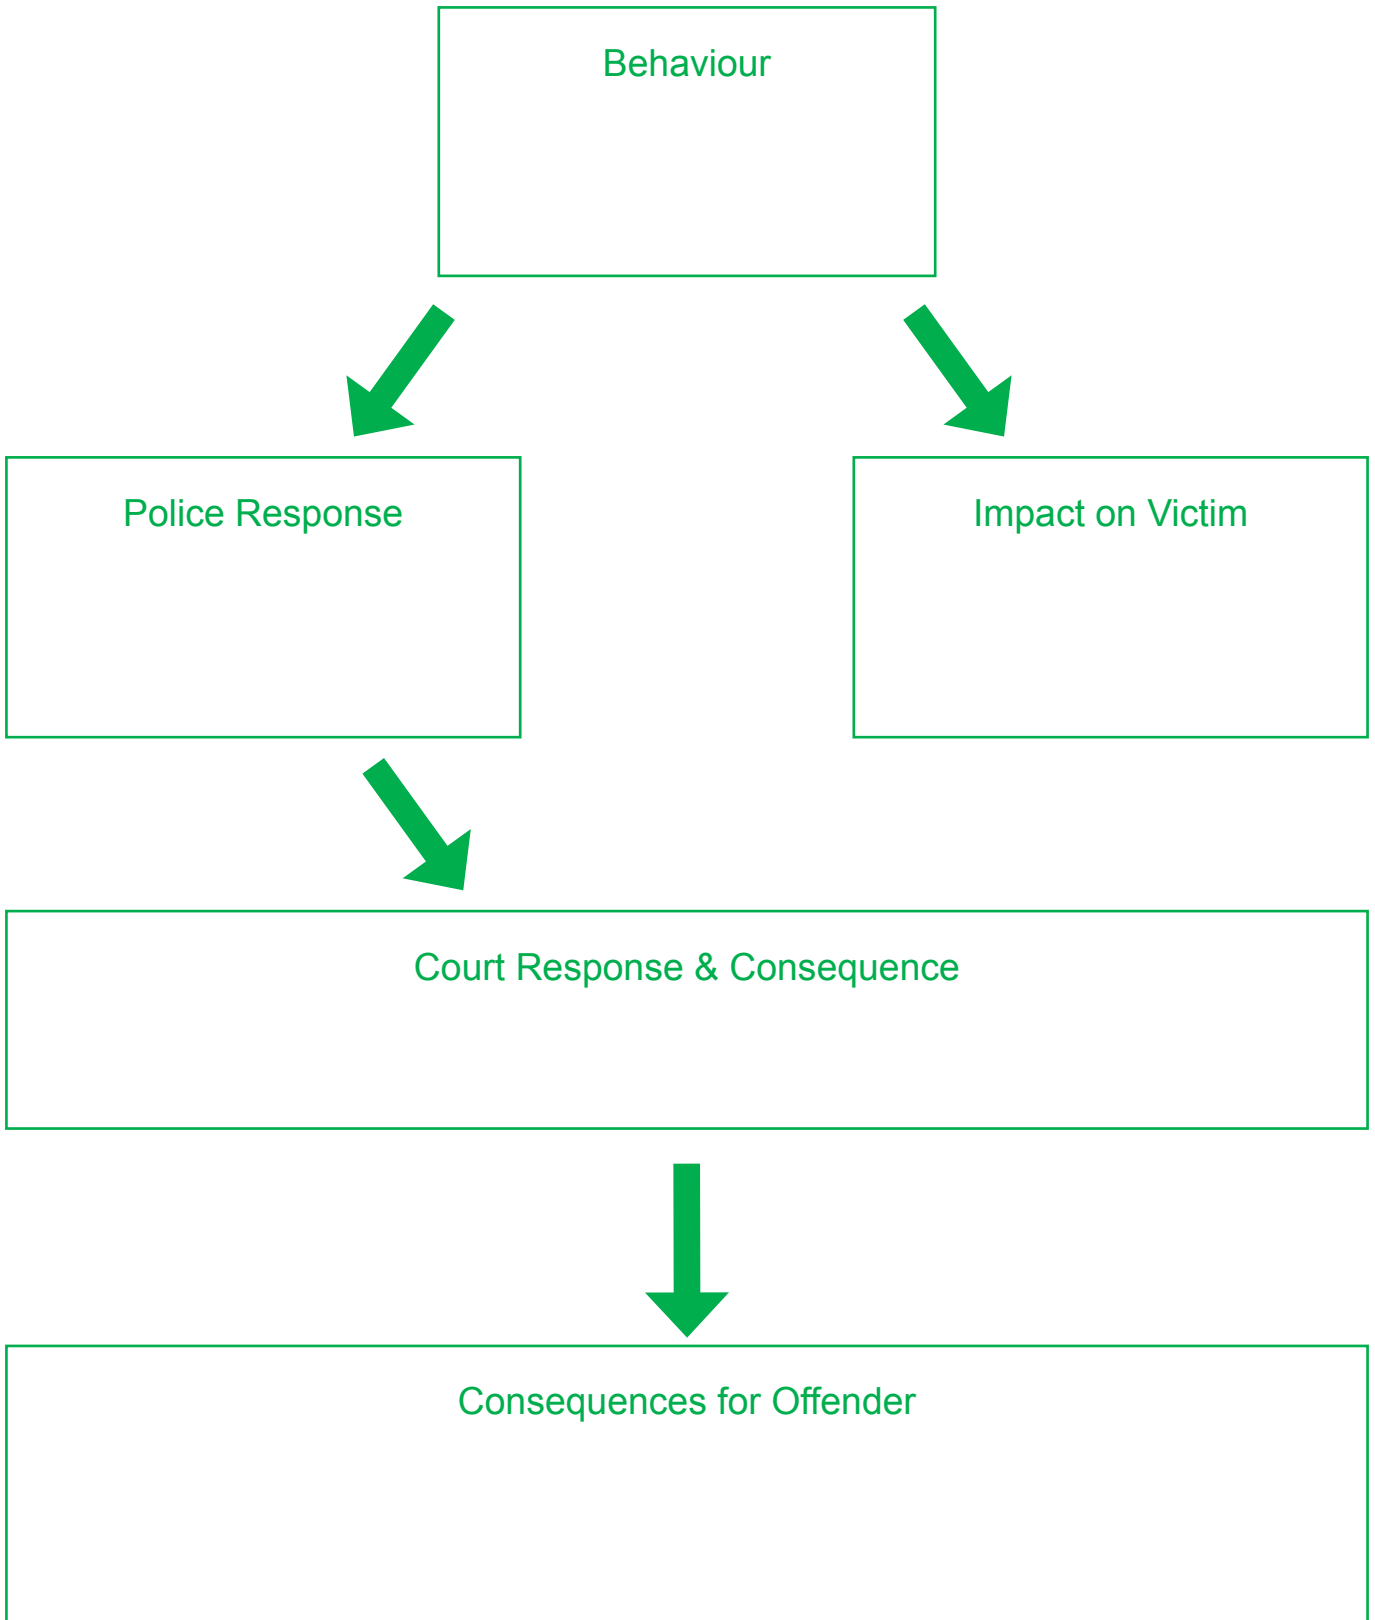 Behaviour
Police Response
Impact on Victim
Court Response & Consequence
Consequences for Offender